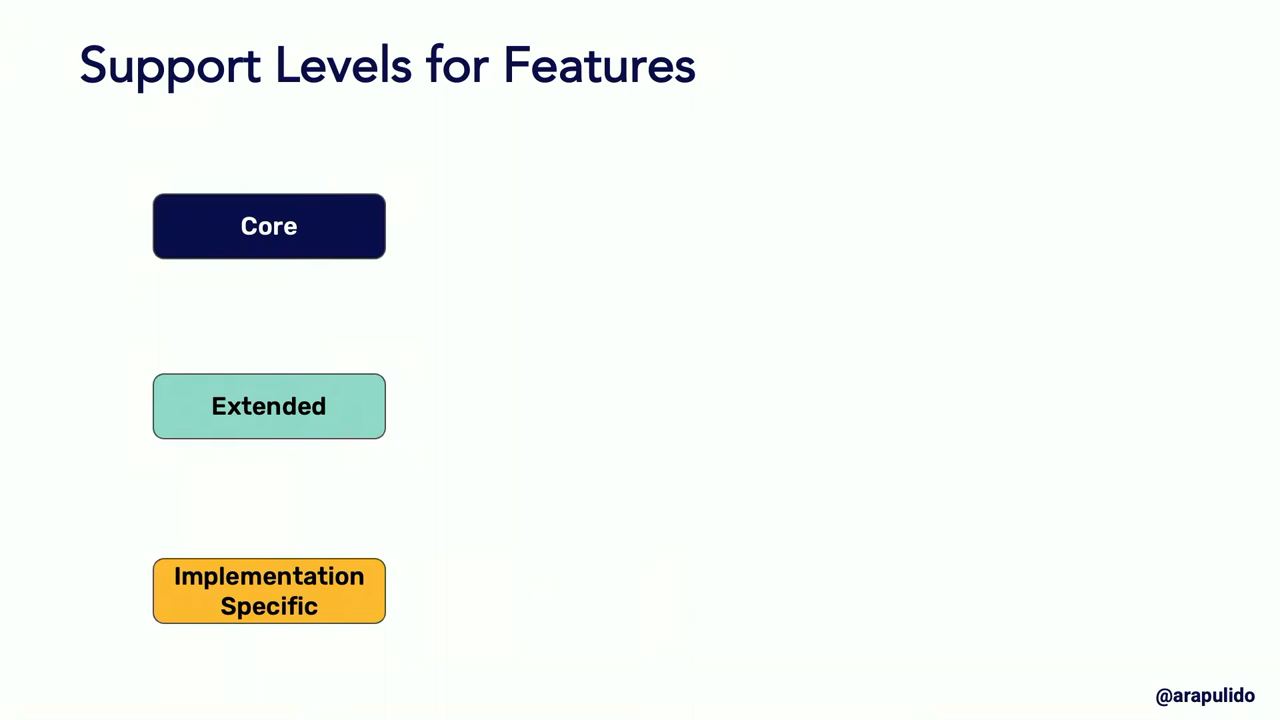 Support Levels for Features
Core
Extended
Implementation
Specific
@arapulido